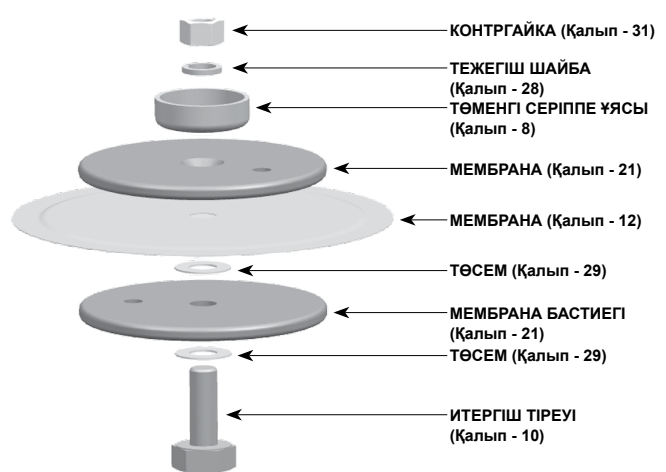 КОНТРГАЙКА (Қалып - 31)
ТЕЖЕГІШ ШАЙБА
(Қалып - 28)
ТӨМЕНГІ СЕРІППЕ ҰЯСЫ
(Қалып - 8)
МЕМБРАНА (Қалып - 21)
МЕМБРАНА (Қалып - 12)
ТӨСЕМ (Қалып - 29)
МЕМБРАНА БАСТИЕГІ
(Қалып - 21)
ТӨСЕМ (Қалып - 29)
ИТЕРГІШ ТІРЕУІ
(Қалып - 10)